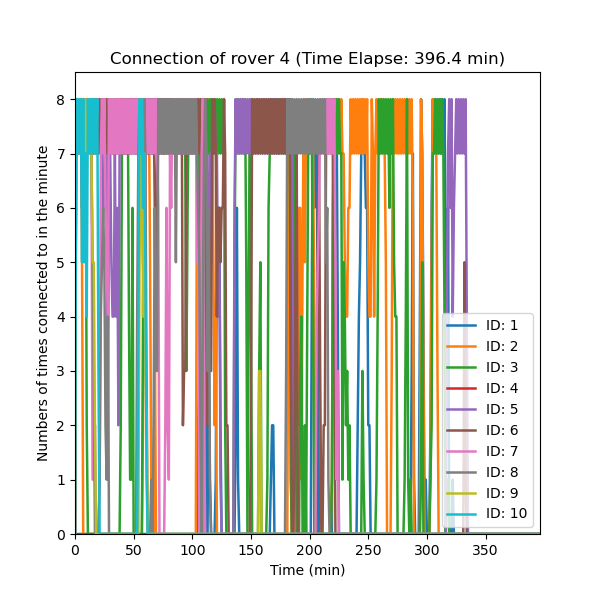 Connection of rover 4 (Time Elapse: 396.4 min)
Numbers of times connected to in the minute
8
7
6
5
4
3
2
1
0
ID: 1
ID: 2
ID: 3
ID: 4
ID: 5
ID: 6
ID: 7
ID: 8
ID: 9
ID: 10
0 50 100 150 200 250 300 350
Time (min)